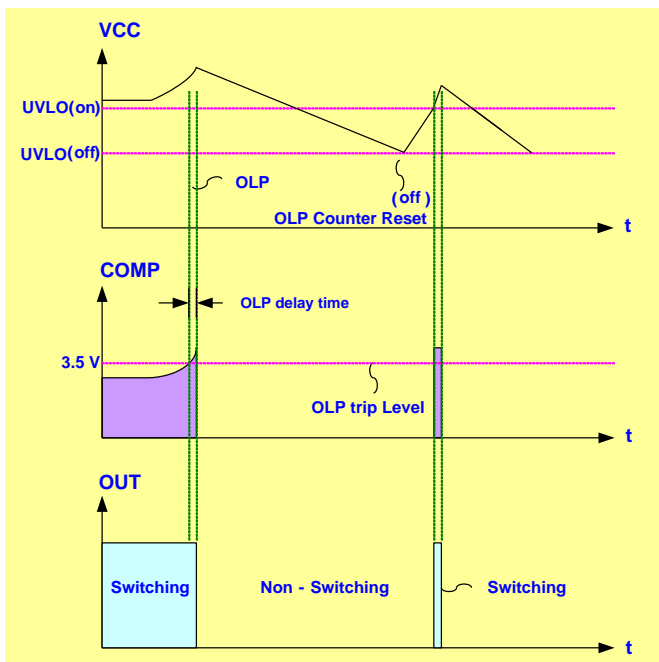 VCC
UVLO(on)
UVLO(off)
OLP
(off)
OLP Counter Reset
t
COMP
OLP delay time
3.5 V
OLP trip Level
t
OUT
Switching
Non - Switching
Switching
t